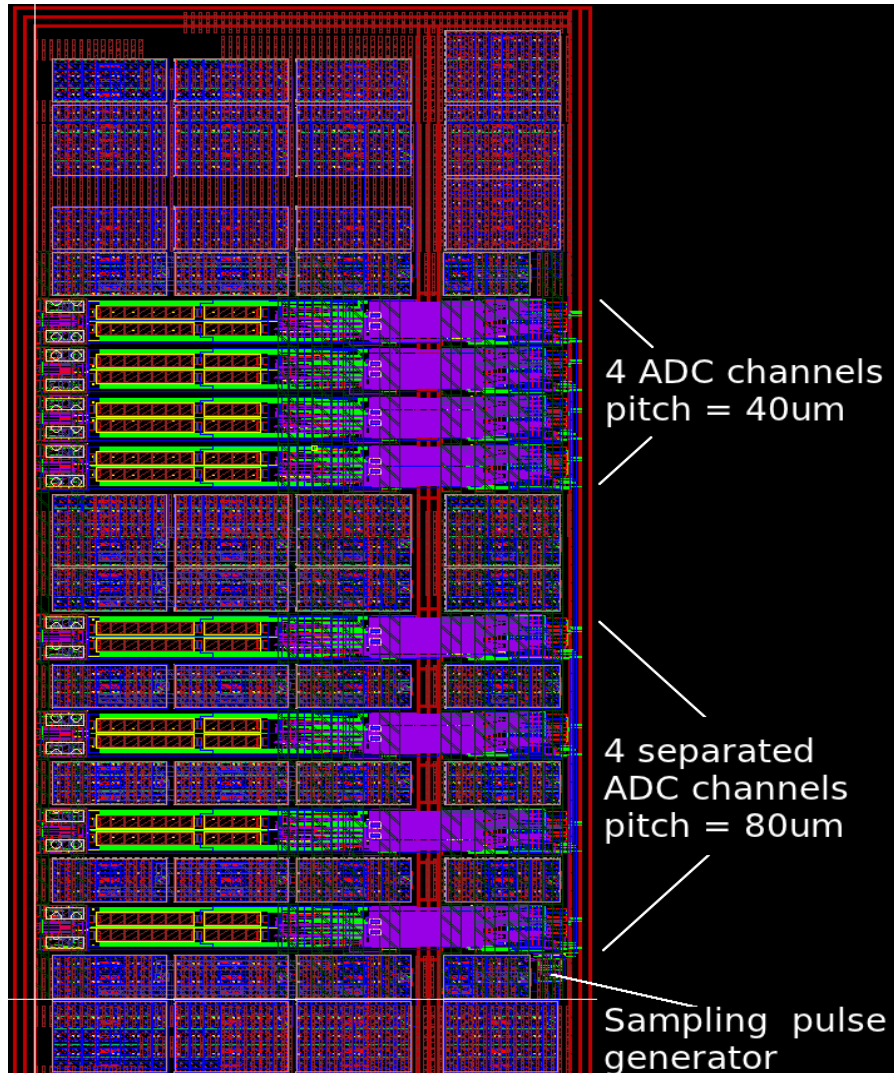 4 ADC channels
pitch = 40um
4 separated
ADC channels
pitch = 80um
Sampling pulse
generator